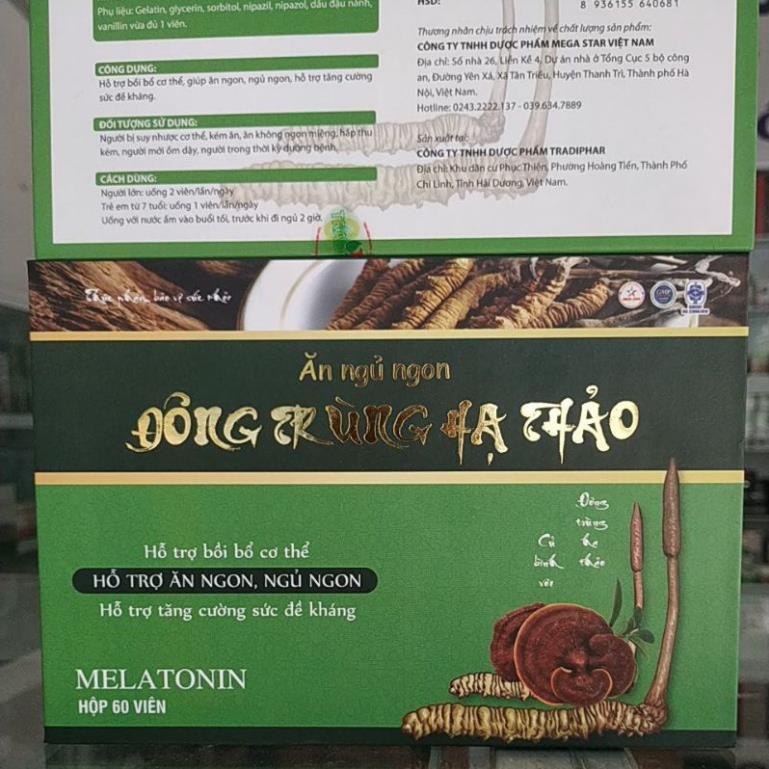 Phụ liệu: Gelatin, glycerin, sorbitol, nipazil, nipazol, dầu đậu nành,
vanillin vừa đủ 1 viên.
CÔNG DỤNG:
Hỗ trợ bồi bổ cơ thể, giúp ăn ngon, ngủ ngon, hỗ trợ tăng cường
sức đề kháng.
ĐỐI TƯỢNG SỬ DỤNG:
Người bị suy nhược cơ thể, kém ăn, ăn không ngon miệng, hấp thu
kém, người mới ốm dậy, người trong thời kỳ dưỡng bệnh.
CÁCH DÙNG:
Người lớn: uống 2 viên/lần/ngày
Trẻ em từ 7 tuổi: uống 1 viên/lần/ngày
Uống với nước ấm vào buổi tối, trước khi đi ngủ 2 giờ.
HSD:
8 936155 640681
Thương nhân chịu trách nhiệm về chất lượng sản phẩm:
CÔNG TY TNHH DƯỢC PHẨM MEGA STAR VIỆT NAM
Địa chỉ: Số nhà 26, Liền Kề 4, Dự án nhà ở Tổng Cục 5 bộ công
an, Đường Yên Xá, Xã Tân Triều, Huyện Thanh Trì, Thành phố Hà
Nội, Việt Nam.
Hotline: 0243.2222.137 - 039.634.7889
Sản xuất tại:
CÔNG TY TNHH DƯỢC PHẨM TRADIPHAR
Địa chỉ: Khu dân cư Phục Thiện, Phường Hoàng Tiến, Thành Phố
Chí Linh, Tỉnh Hải Dương, Việt Nam.
GMP
Ăn ngủ ngon
ĐÔNG TRÙNG HẠ THẢO
Đông
trùng
hạ
thảo
Hỗ trợ bồi bổ cơ thể
HỖ TRỢ ĂN NGON, NGỦ NGON
Hỗ trợ tăng cường sức đề kháng
MELATONIN
HỘP 60 VIÊN